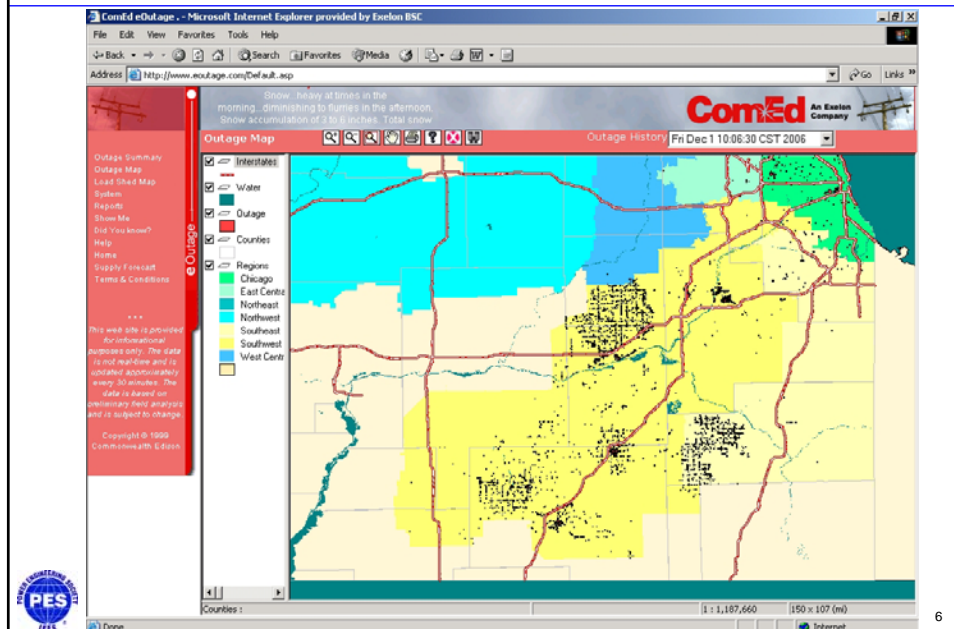 ComEd eOutage . - Microsoft Internet Explorer provided by Exelon BSC
File Edit View Favorites Tools Help
Back Search Favorites Media
Address http://www.eoutage.com/Default.asp Go Links »
Snow...heavy at times in the
morning...diminishing to flurries in the afternoon.
Snow accumulation of 3 to 6 inches. Total snow
ComEd An Exelon Company
Outage Map
Outage History Fri Dec 1 10:06:30 CST 2006
Outage Summary
Outage Map
Load Shed Map
System
Reports
Show Me
Did You know?
Help
Home
Supply Forecast
Terms & Conditions
eOutage
* * *
This web site is provided
for informational
purposes only. The data
is not real-time and is
updated approximately
every 30 minutes. The
data is based on
preliminary field analysis
and is subject to change.
Copyright © 1999
Commonwealth Edison
Interstates
Water
Outage
Counties
Regions
Chicago
East Centra
Northeast
Northwest
Southeast
Southwest
West Centr
Counties :
1 : 1,187,660
150 x 107 (mi)
Done
Internet
POWER ENGINEERING SOCIETY
PES
6